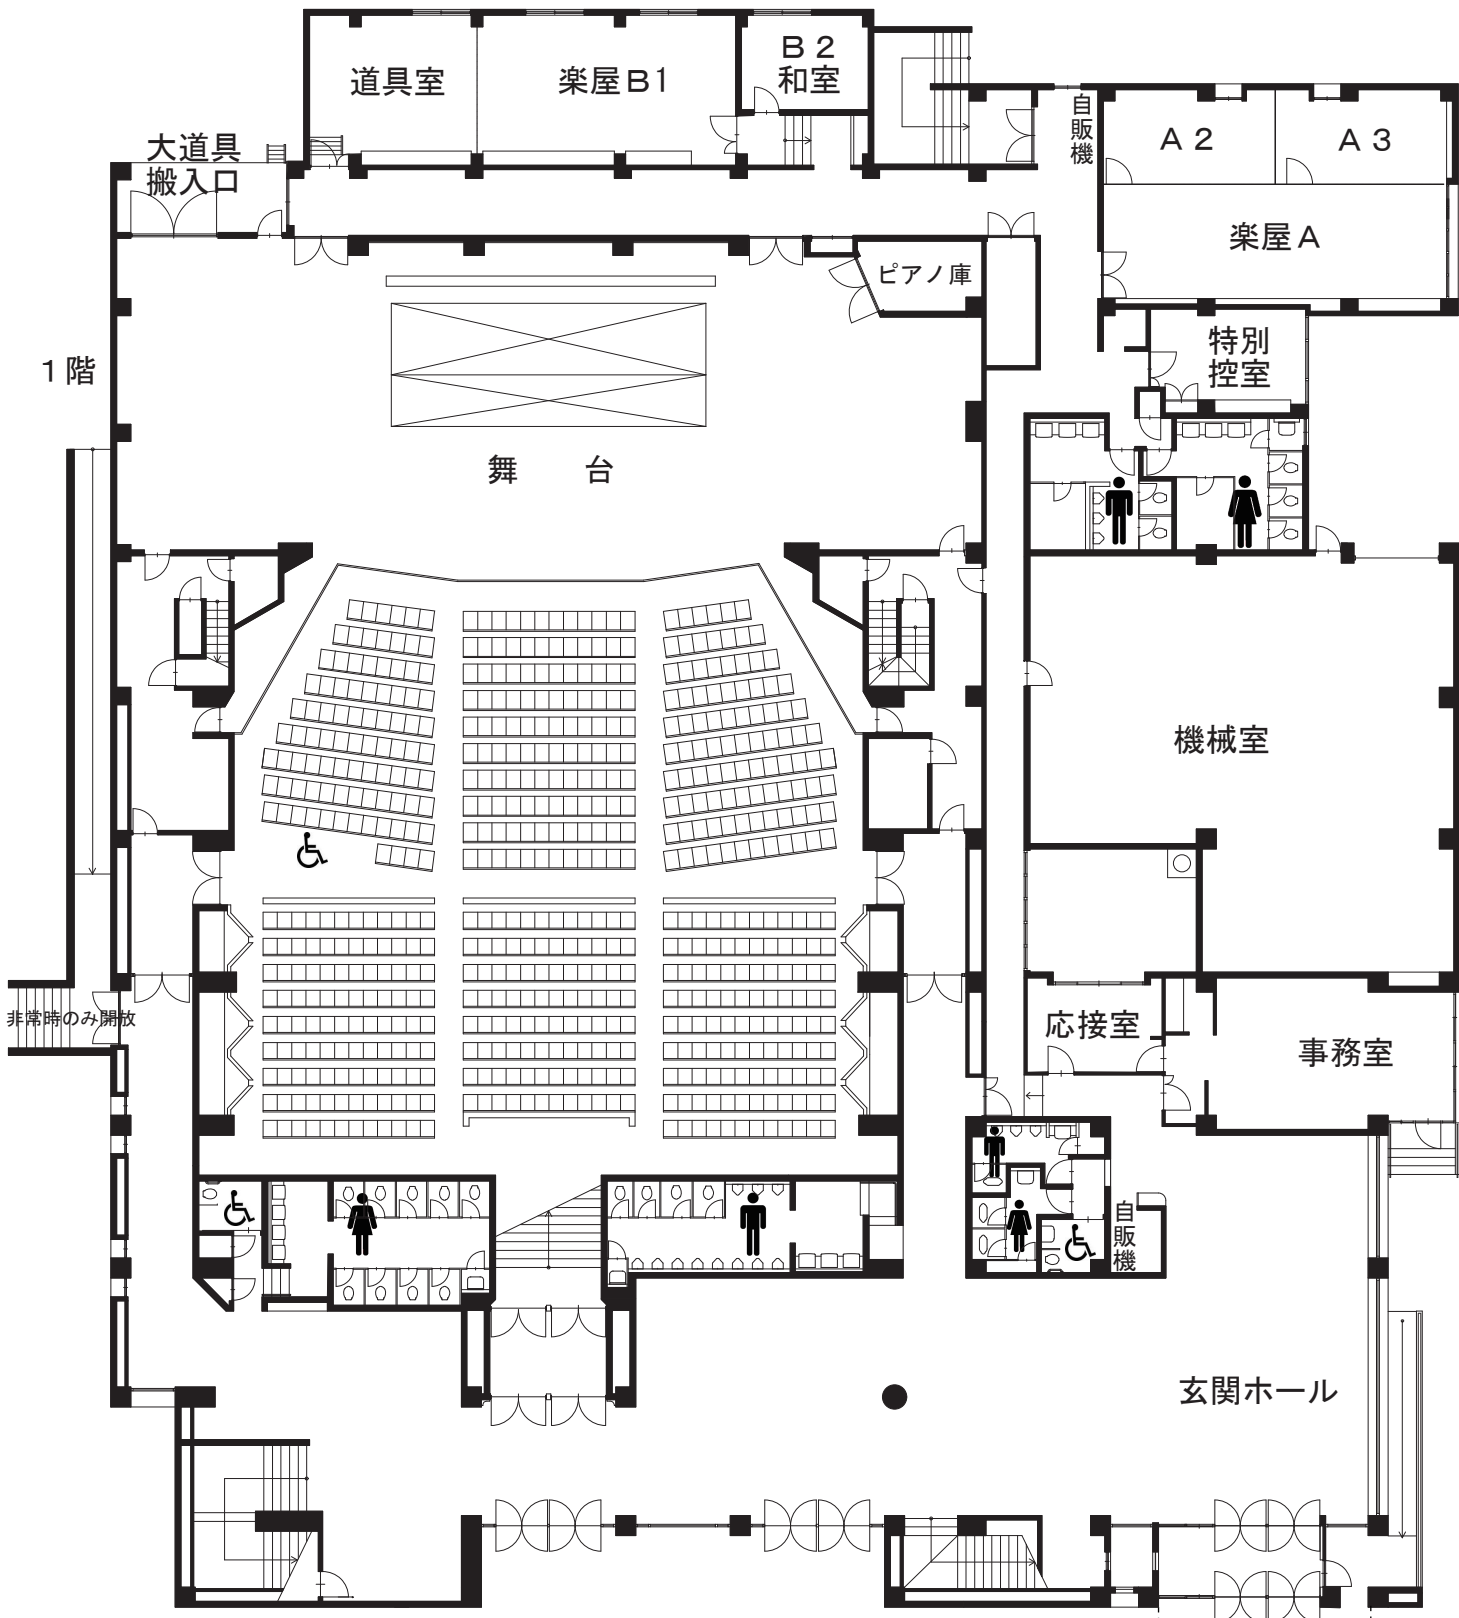 道具室
楽屋Ｂ1
Ｂ２
和室
自
販
機
Ａ２
Ａ３
大道具
搬入口
楽屋Ａ
ピアノ庫
１階
特別
控室
舞　台
機械室
非常時のみ開放
応接室
事務室
自
販
機
玄関ホール